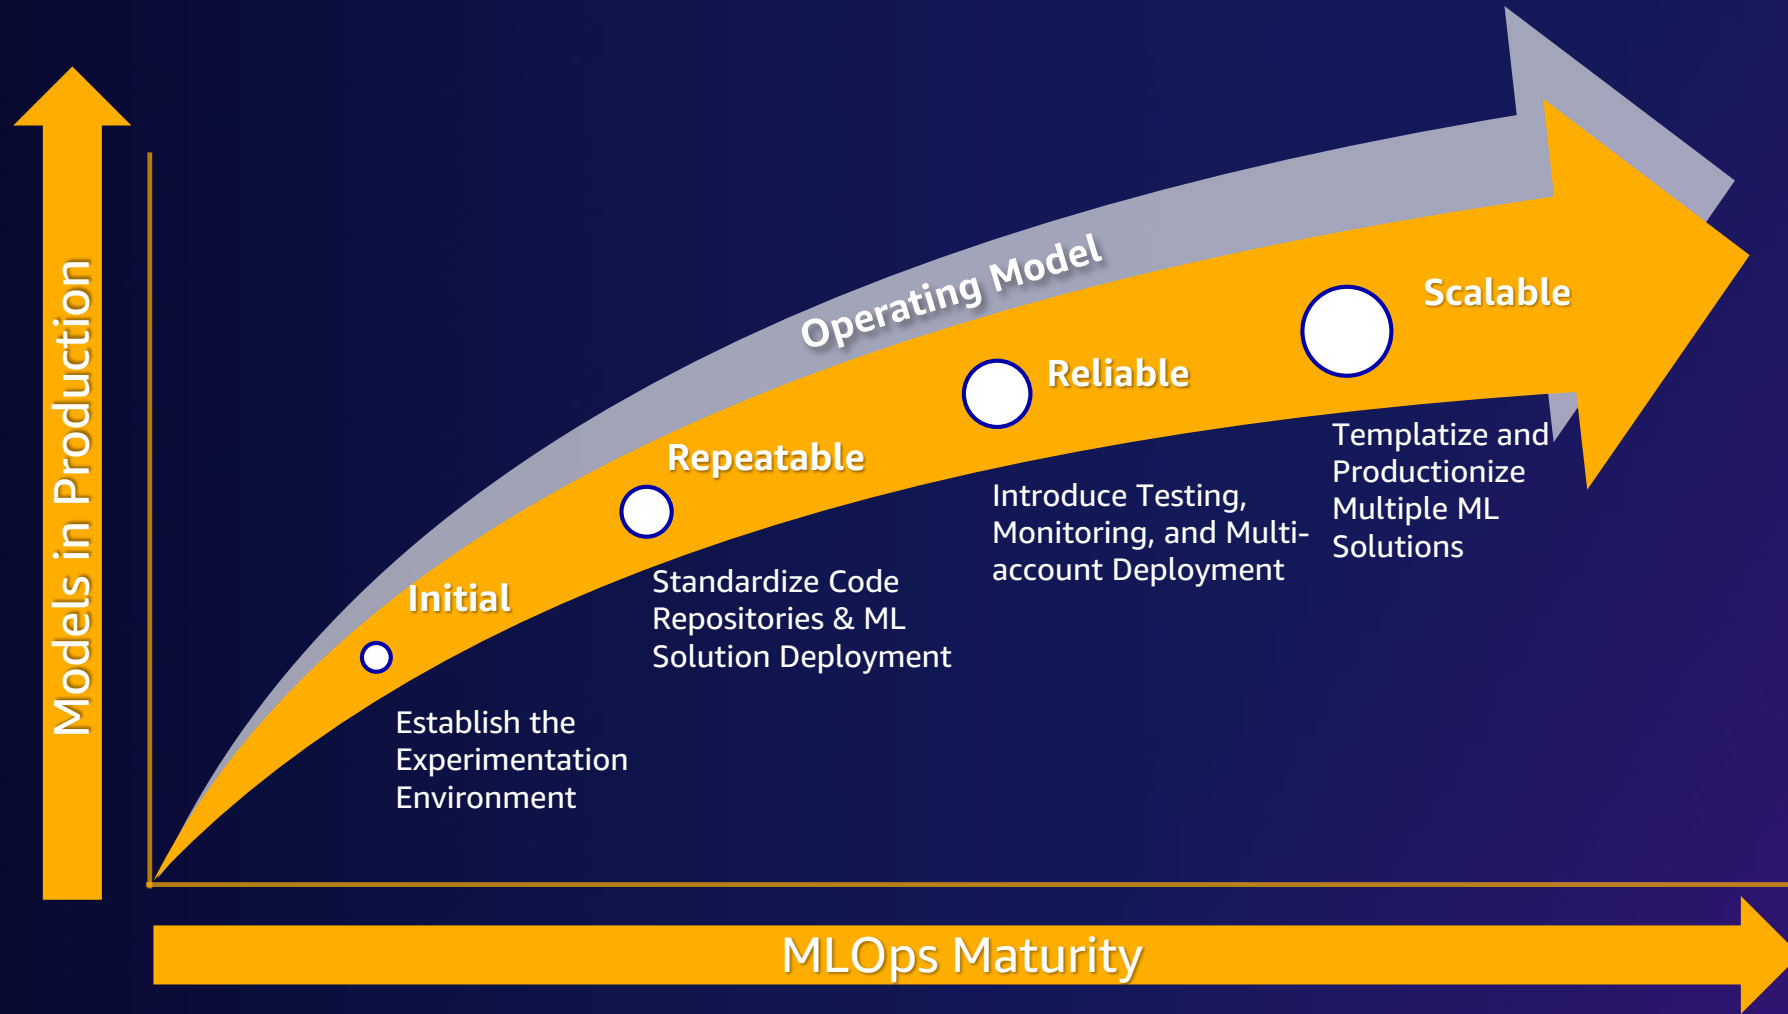 Models in Production
Operating Model
Scalable
Reliable
Repeatable
Initial
Templatize and
Productionize
Multiple ML
Solutions
Introduce Testing,
Monitoring, and Multi-
account Deployment
Standardize Code
Repositories & ML
Solution Deployment
Establish the
Experimentation
Environment
MLOps Maturity